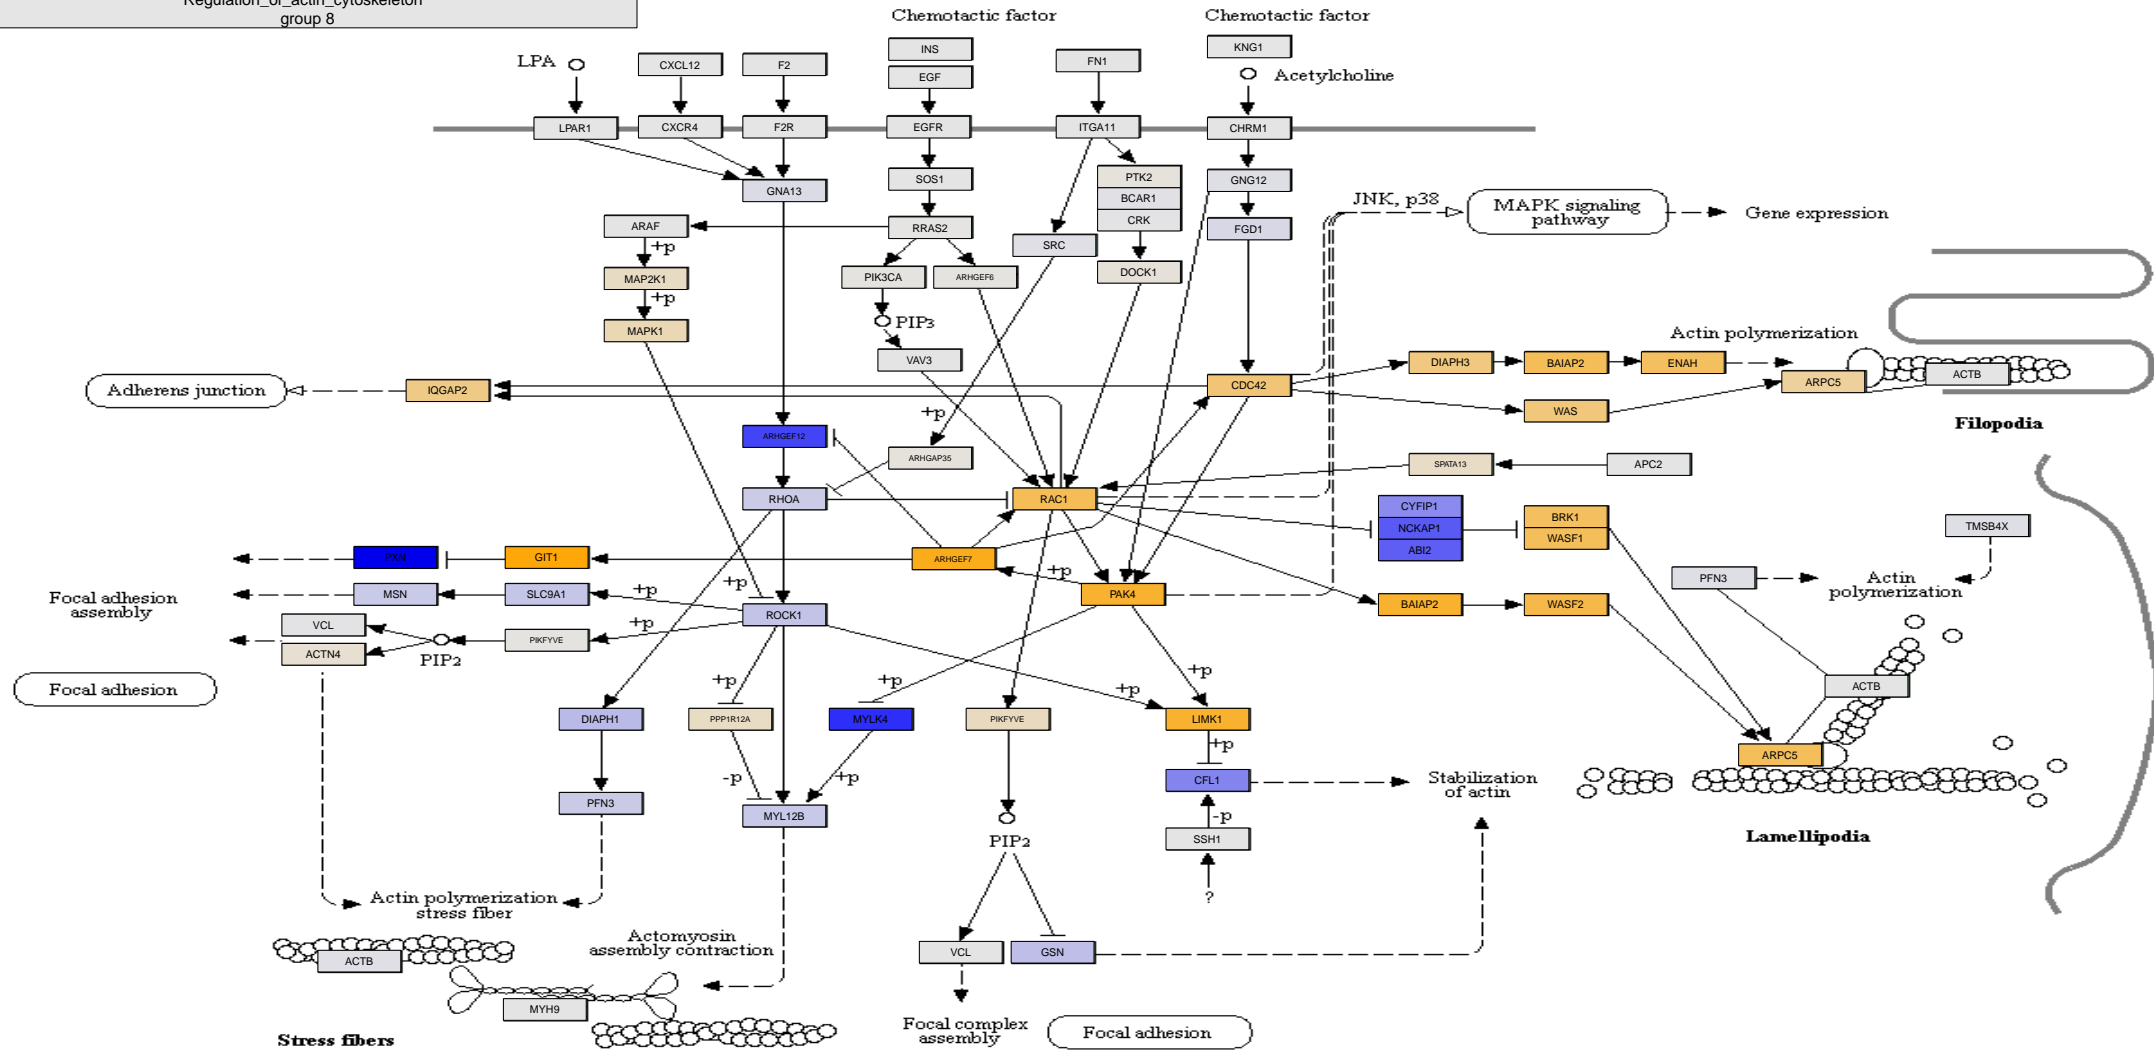 Regulation_of_actin_cytoskeleton
group 8
Chemotactic factor
Chemotactic factor
INS
KNG1
LPA
CXCL12
F2
EGF
FN1
Acetylcholine
LPAR1
CXCR4
F2R
EGFR
ITGA11
CHRM1
GNA13
SOS1
PTK2
BCAR1
CRK
GNG12
JNK, p38
MAPK signaling
pathway
Gene expression
ARAF
RRAS2
SRC
FGD1
+p
MAP2K1
PIK3CA
ARHGEF6
DOCK1
+p
MAPK1
PIP3
VAV3
Actin polymerization
DIAPH3
BAIAP2
ENAH
ACTB
ARPC5
Adherens junction
IQGAP2
CDC42
WAS
Filopodia
+p
ARHGEF12
ARHGAP35
SPATA13
APC2
RHOA
RAC1
CYFIP1
NCKAP1
ABI2
BRK1
WASF1
TMSB4X
PXN
GIT1
ARHGEF7
+p
PFN3
Actin
polymerization
Focal adhesion
assembly
MSN
SLC9A1
+p
+p
PAK4
BAIAP2
WASF2
ROCK1
VCL
ACTN4
PIP2
PIKFYVE
+p
Focal adhesion
+p
+p
+p
+p
ACTB
DIAPH1
PPP1R12A
MYLK4
PIKFYVE
LIMK1
+p
ARPC5
-p
+p
CFL1
Stabilization
of actin
PFN3
MYL12B
-p
SSH1
PIP2
Lamellipodia
?
Actin polymerization
stress fiber
Actomyosin
assembly contraction
ACTB
VCL
GSN
MYH9
Focal complex
assembly
Focal adhesion
Stress fibers